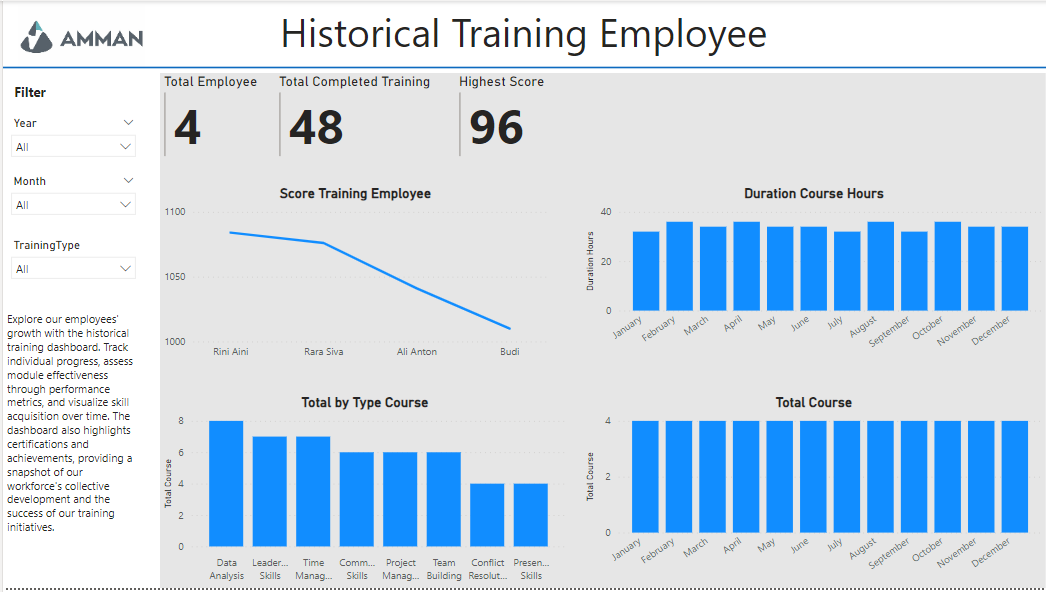 AMMAN
Historical Training Employee
Filter
Year
All
Month
All
TrainingType
All
Explore our employees'
growth with the historical
training dashboard. Track
individual progress, assess
module effectiveness
through performance
metrics, and visualize skill
acquisition over time. The
dashboard also highlights
certifications and
achievements, providing a
snapshot of our
workforce's collective
development and the
success of our training
initiatives.
Total Employee
4
Total Completed Training
48
Highest Score
96
Score Training Employee
1100
1050
1000
Rini Aini
Rara Siva
Ali Anton
Budi
Duration Course Hours
Duration Hours
40
20
0
January
February
March
April
May
June
July
August
September
October
November
December
Total by Type Course
Total Course
8
6
4
2
0
Data
Analysis
Leader...
Skills
Time
Manag...
Comm...
Skills
Project
Manag...
Team
Building
Conflict
Resolut...
Presen...
Skills
Total Course
Total Course
4
2
0
January
February
March
April
May
June
July
August
September
October
November
December